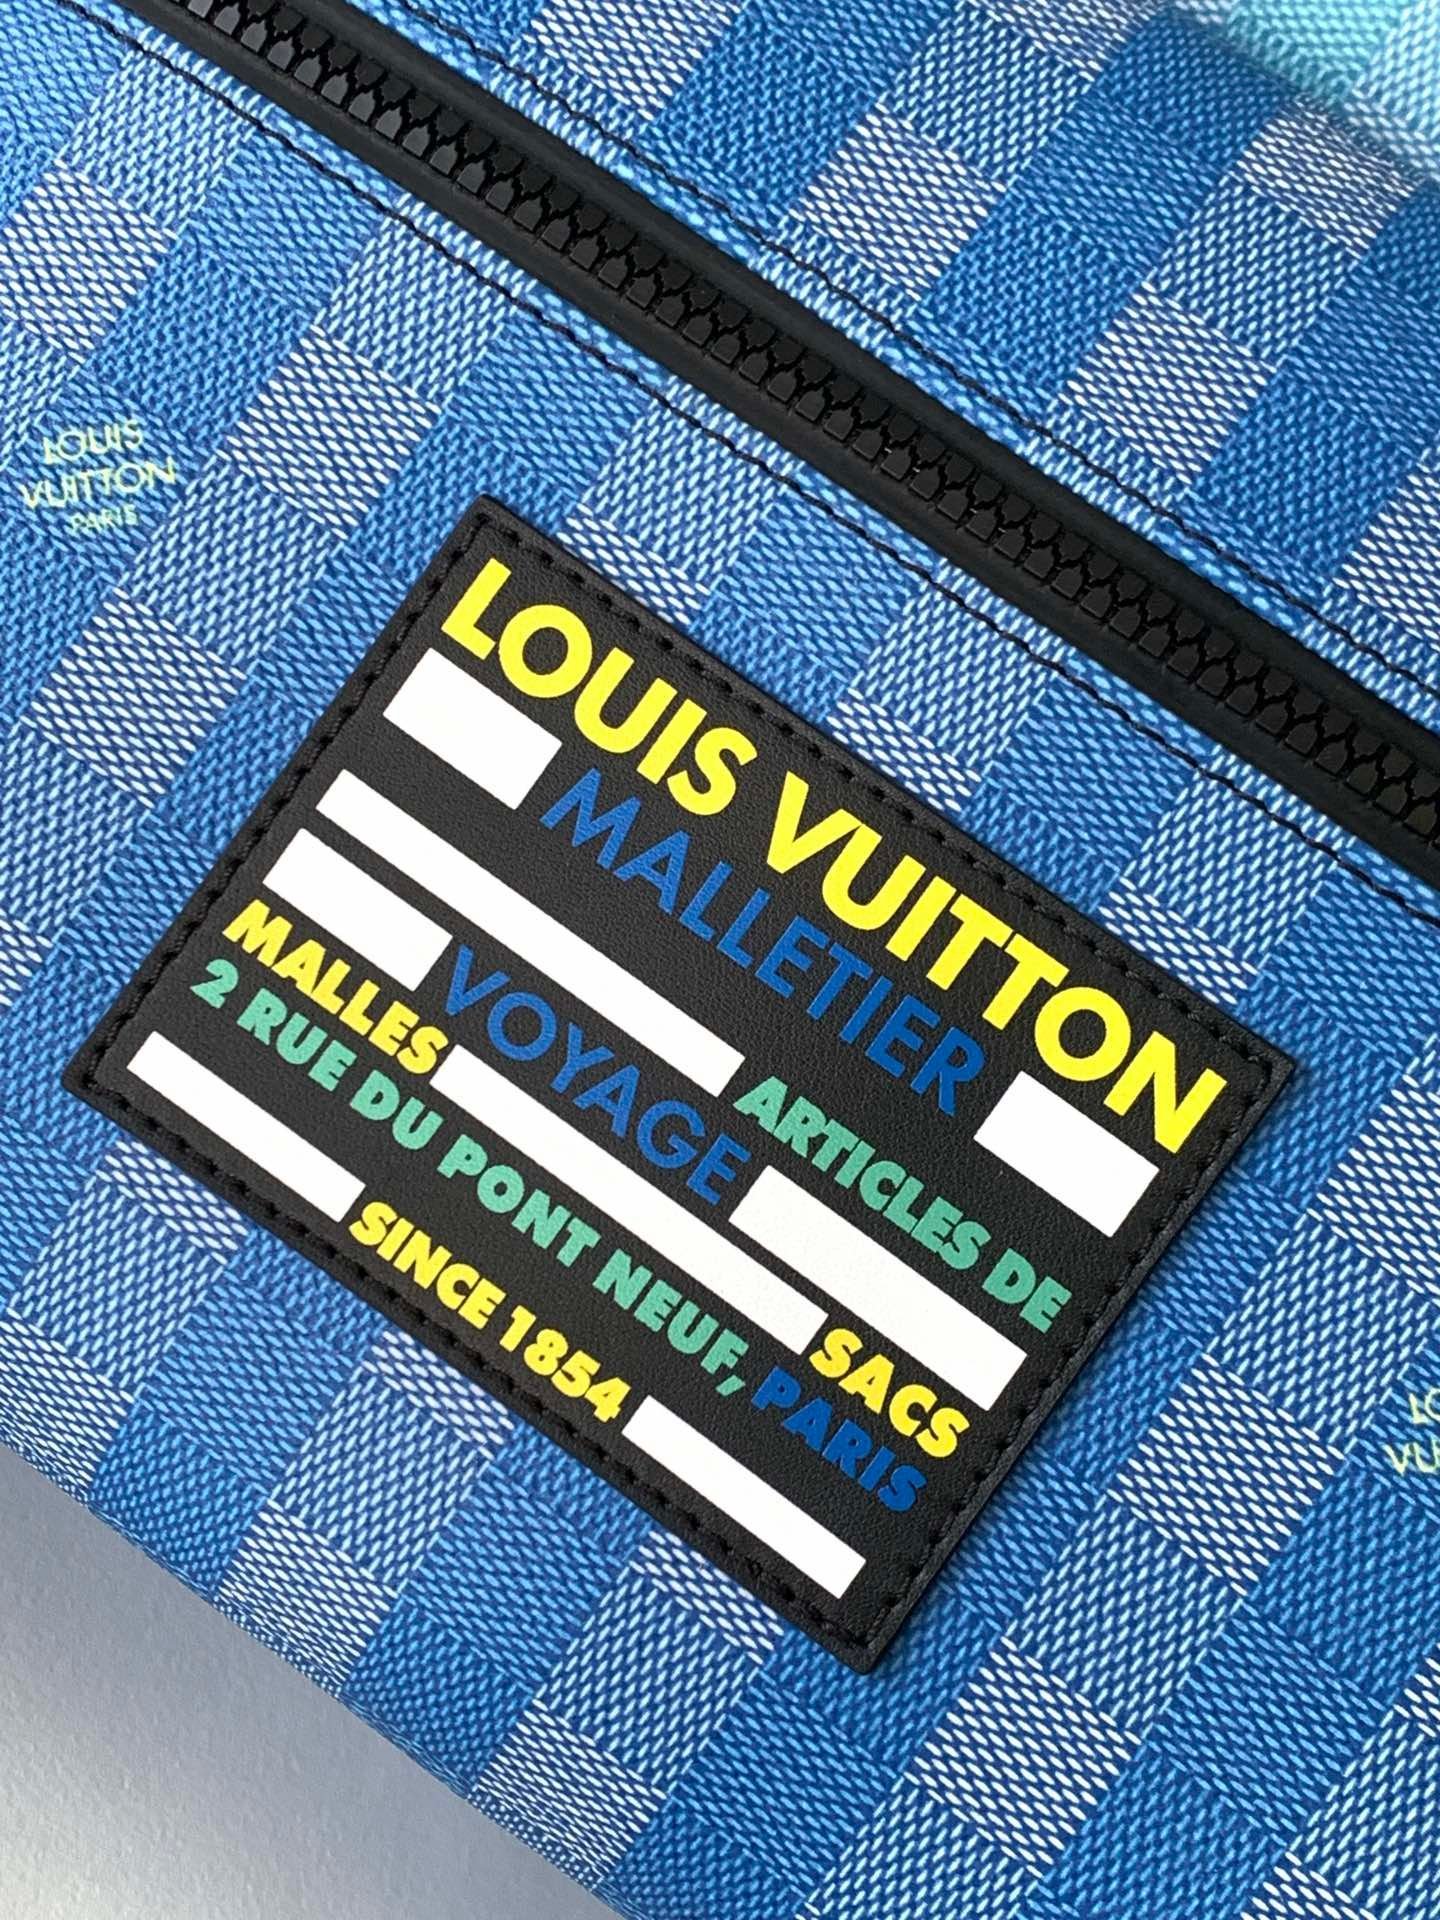 LOUIS
VUITTON
PARIS
LOUIS VUITTON
MALLETIER
ARTICLES DE
VOYAGE
MALLES SACS
2 RUE DU PONT NEUF, PARIS
SINCE 1854